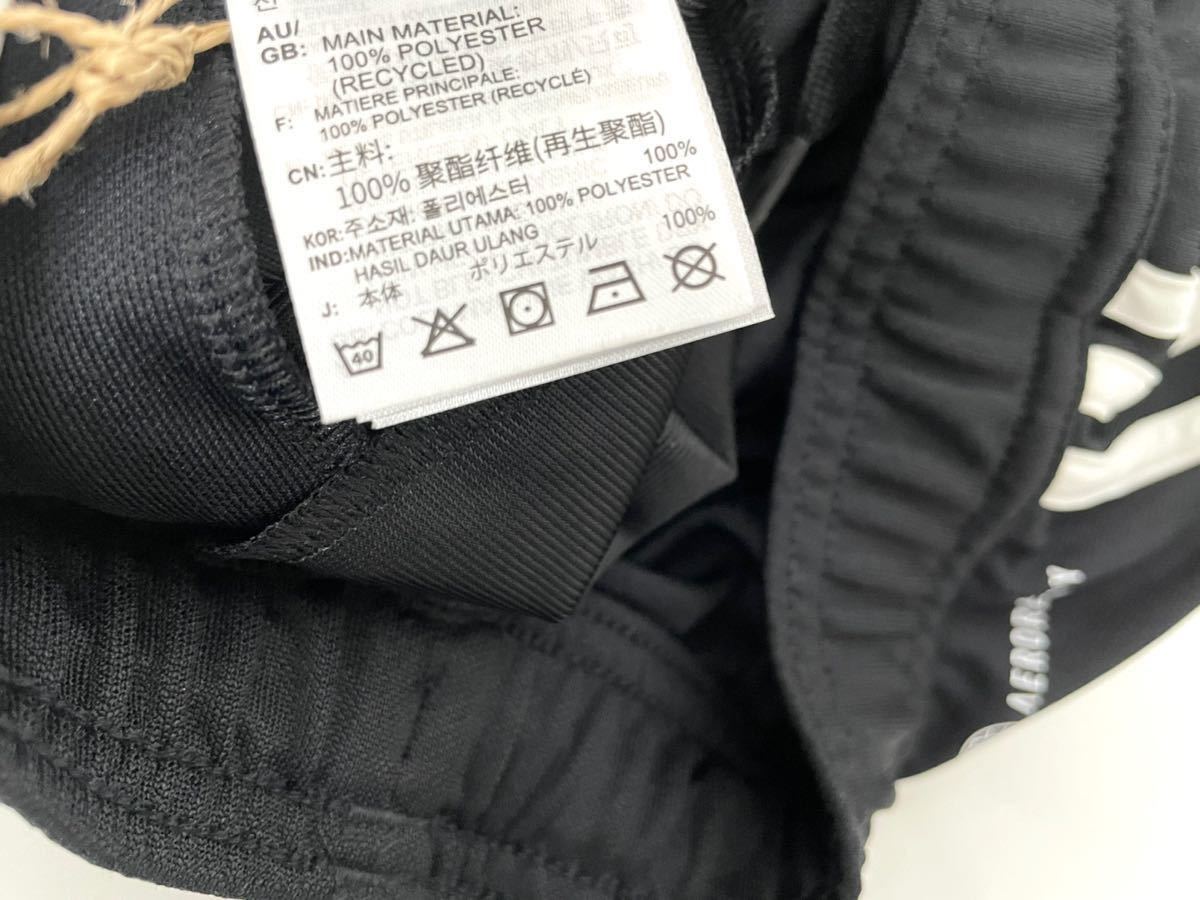 AU/
GB: MAIN MATERIAL:
100% POLYESTER
(RECYCLED)
F: MATIERE PRINCIPALE:
100% POLYESTER (RECYCLÉ)
CN: 主料:
100% 聚酯纤维(再生聚酯)
KOR: 주소재: 폴리에스터 100%
IND: MATERIAL UTAMA: 100% POLYESTER
HASIL DAUR ULANG
J: 本体 ポリエステル 100%
40